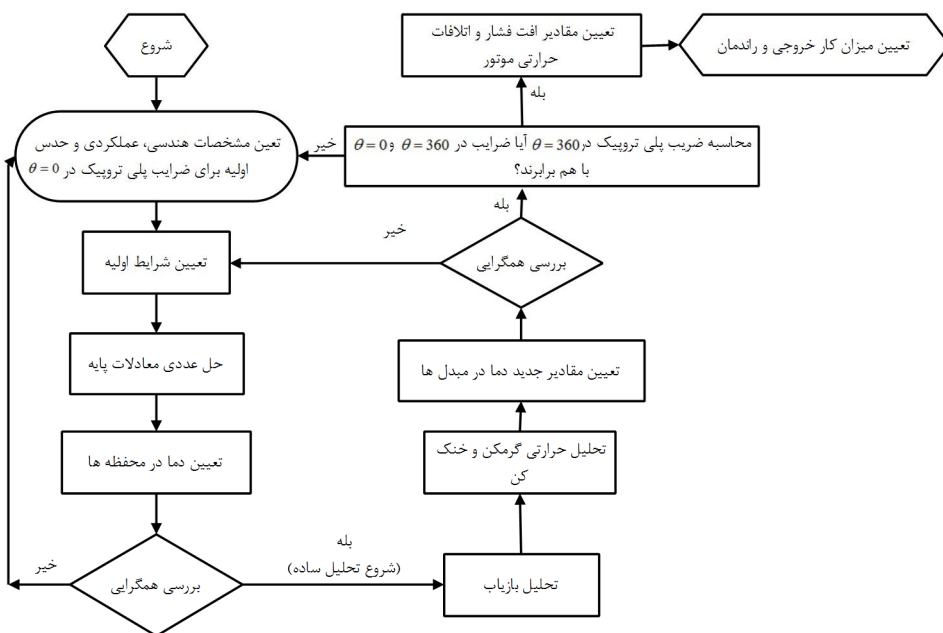 شروع
تعین مشخصات هندسی، عملکردی و حدس
اولیه برای ضرایب پلی تروپیک در θ = 0
تعیین شرایط اولیه
حل عددی معادلات پایه
تعیین دما در محفظه ها
بررسی همگرایی
خیر
بله
(شروع تحلیل ساده)
تحلیل بازیاب
تحلیل حرارتی گرمکن و خنک
کن
تعیین مقادیر جدید دما در مبدل ها
بررسی همگرایی
خیر
بله
محاسبه ضریب پلی تروپیک در θ = 360 آیا ضرایب در θ = 360 و θ = 0
با هم برابرند؟
خیر
بله
تعیین مقادیر افت فشار و اتلافات
حرارتی موتور
تعیین میزان کار خروجی و راندمان